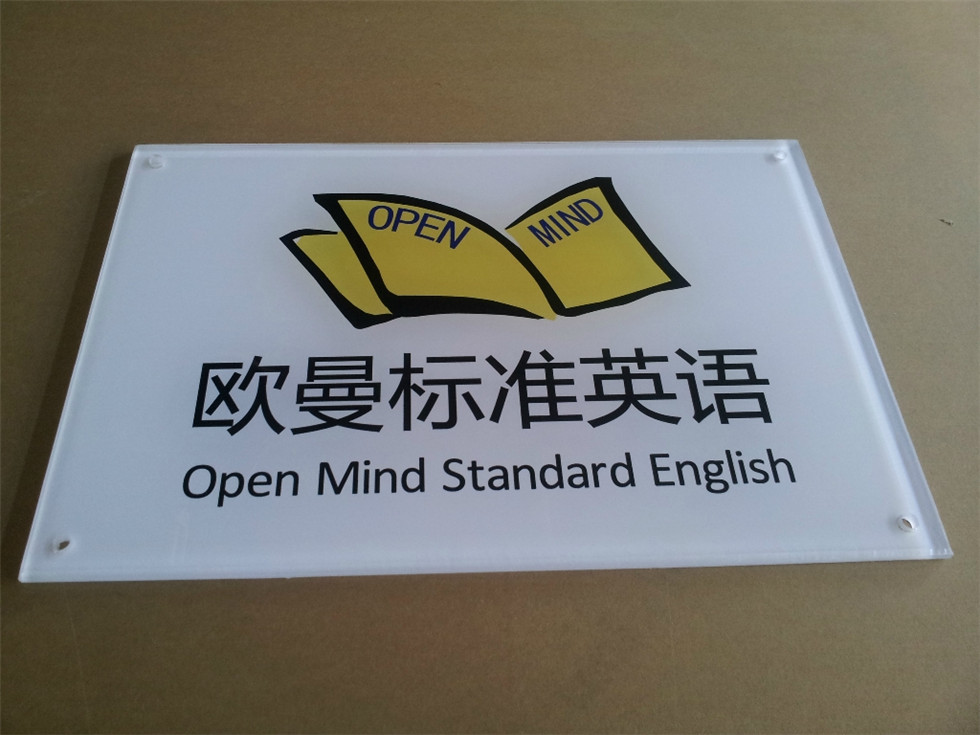 OPEN MIND
欧曼标准英语
Open Mind Standard English